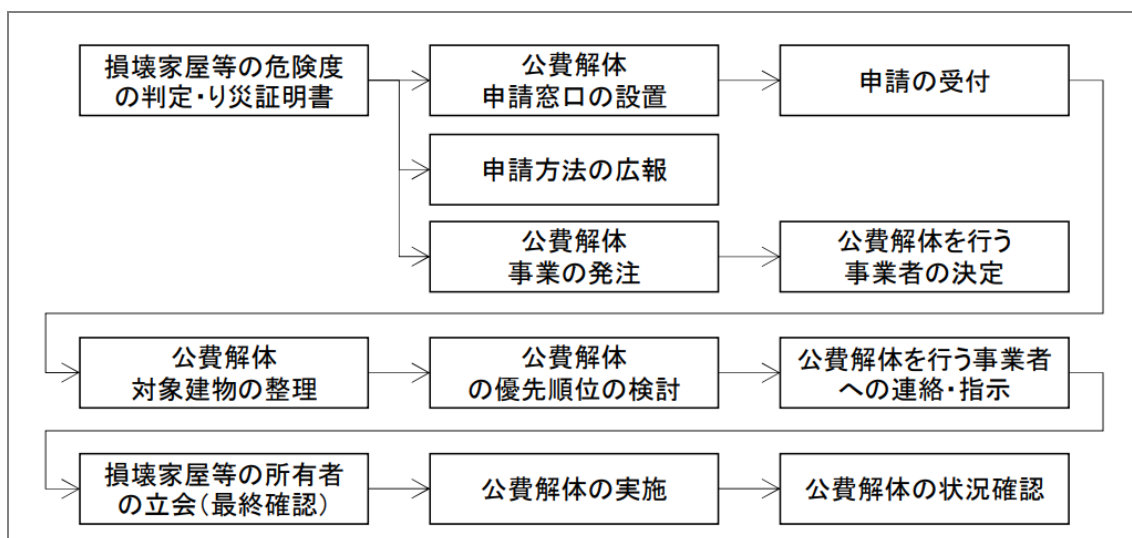 損壊家屋等の危険度
の判定・り災証明書
公費解体
申請窓口の設置
申請の受付
申請方法の広報
公費解体
事業の発注
公費解体を行う
事業者の決定
公費解体
対象建物の整理
公費解体
の優先順位の検討
公費解体を行う事業者
への連絡・指示
損壊家屋等の所有者
の立会（最終確認）
公費解体の実施
公費解体の状況確認